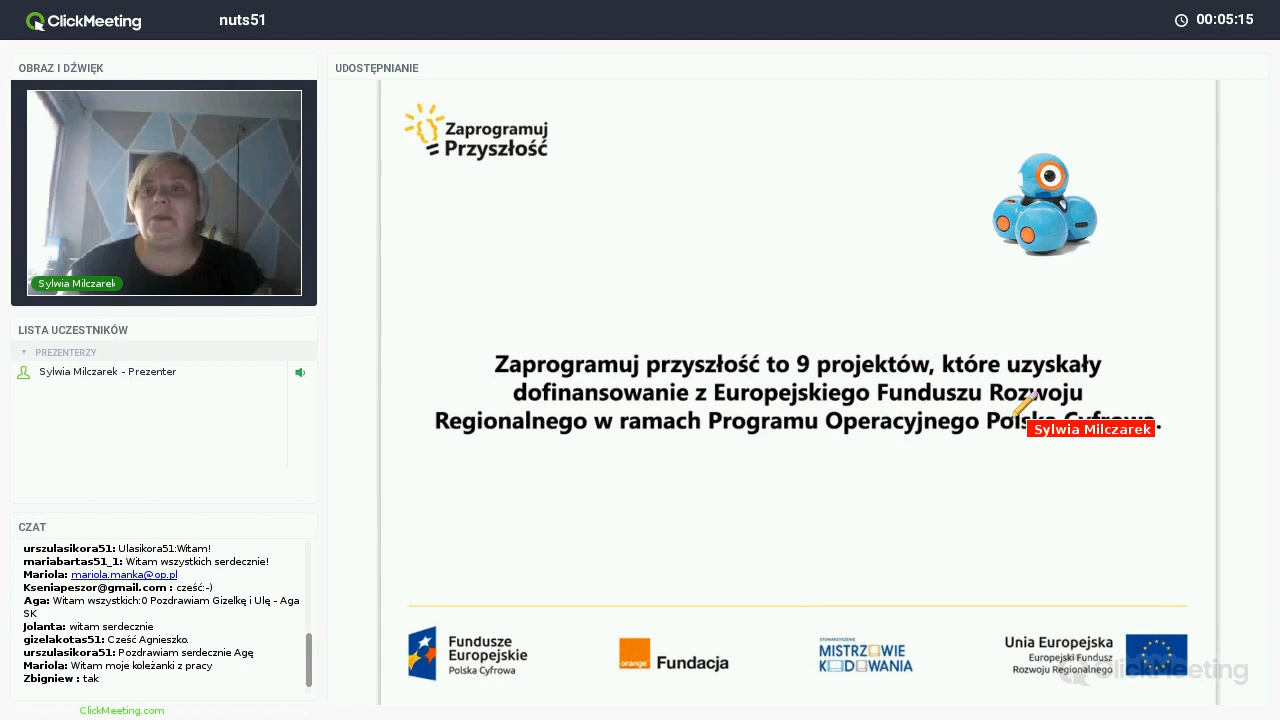 ClickMeeting
nuts51
00:05:15
OBRAZ I DŹWIĘK
Sylwia Milczarek
LISTA UCZESTNIKÓW
PREZENTERZY
Sylwia Milczarek - Prezenter
CZAT
urszulasikora51: Ulasikora51:Witam!
mariabartas51_1: Witam wszystkich serdecznie!
Mariola: mariola.manka@op.pl
Kseniapeszor@gmail.com : cześć:-)
Aga: Witam wszystkich:0 Pozdrawiam Gizelkę i Ulę - Aga
SK
Jolanta: witam serdecznie
gizelakotas51: Cześć Agnieszko.
urszulasikora51: Pozdrawiam serdecznie Agę
Mariola: Witam moje koleżanki z pracy
Zbigniew : tak
ClickMeeting.com
UDOSTĘPNIANIE
Zaprogramuj
Przyszłość
Zaprogramuj przyszłość to 9 projektów, które uzyskały
dofinansowanie z Europejskiego Funduszu Rozwoju
Regionalnego w ramach Programu Operacyjnego Polska Cyfrowa.
Sylwia Milczarek
Fundusze
Europejskie
Polska Cyfrowa
orange
Fundacja
STOWARZYSZENIE
MISTRZOWIE
KODOWANIA
Unia Europejska
Europejski Fundusz
Rozwoju Regionalnego
ClickMeeting